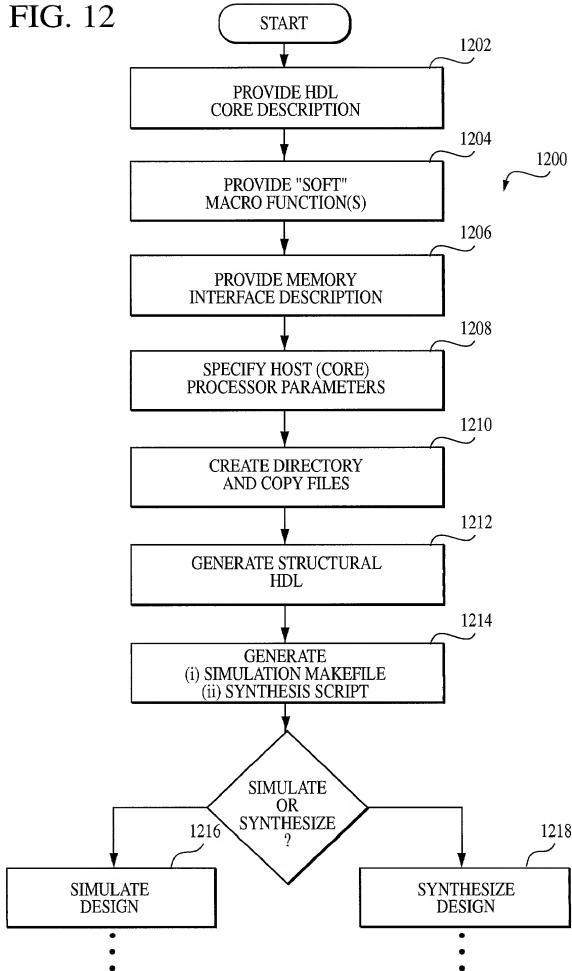 FIG. 12
START
1202
PROVIDE HDL
CORE DESCRIPTION
1204
PROVIDE "SOFT"
MACRO FUNCTION(S)
1200
1206
PROVIDE MEMORY
INTERFACE DESCRIPTION
1208
SPECIFY HOST (CORE)
PROCESSOR PARAMETERS
1210
CREATE DIRECTORY
AND COPY FILES
1212
GENERATE STRUCTURAL
HDL
1214
GENERATE
(i) SIMULATION MAKEFILE
(ii) SYNTHESIS SCRIPT
SIMULATE
OR
SYNTHESIZE
?
1216
SIMULATE
DESIGN
1218
SYNTHESIZE
DESIGN